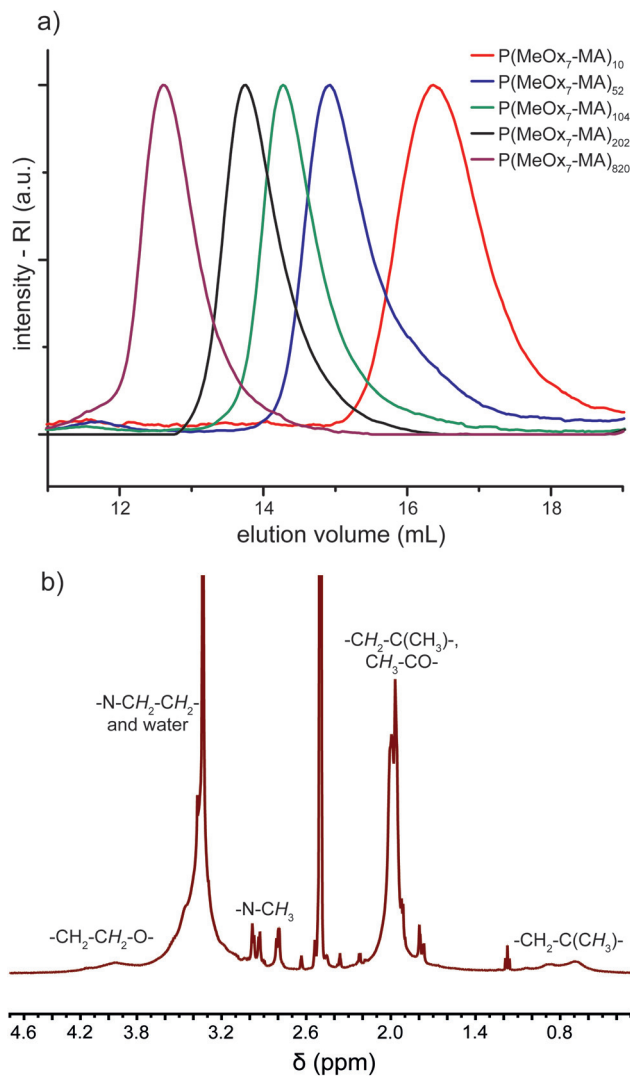 a)
P(MeOx₇-MA)₁₀
P(MeOx₇-MA)₅₂
P(MeOx₇-MA)₁₀₄
P(MeOx₇-MA)₂₀₂
P(MeOx₇-MA)₈₂₀
intensity - RI (a.u.)
12 14 16 18
elution volume (mL)
b)
-CH₂-C(CH₃)-,
CH₃-CO-
-N-CH₂-CH₂-
and water
-N-CH₃
-CH₂-CH₂-O-
-CH₂-C(CH₃)-
4.6 4.2 3.8 3.2 2.6 2.0 1.4 0.8
δ (ppm)